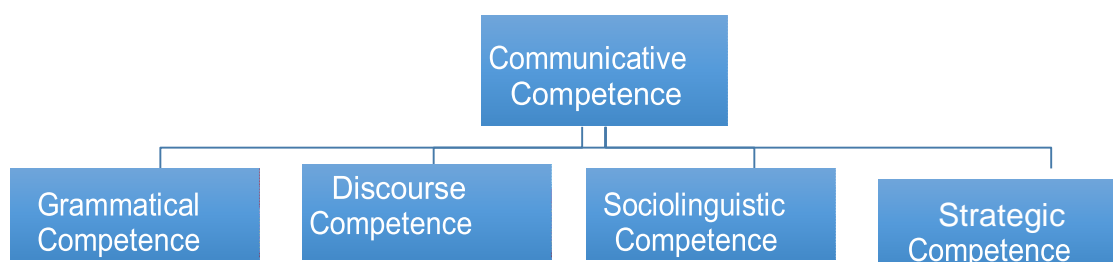 Communicative
Competence
Grammatical
Competence
Discourse
Competence
Sociolinguistic
Competence
Strategic
Competence